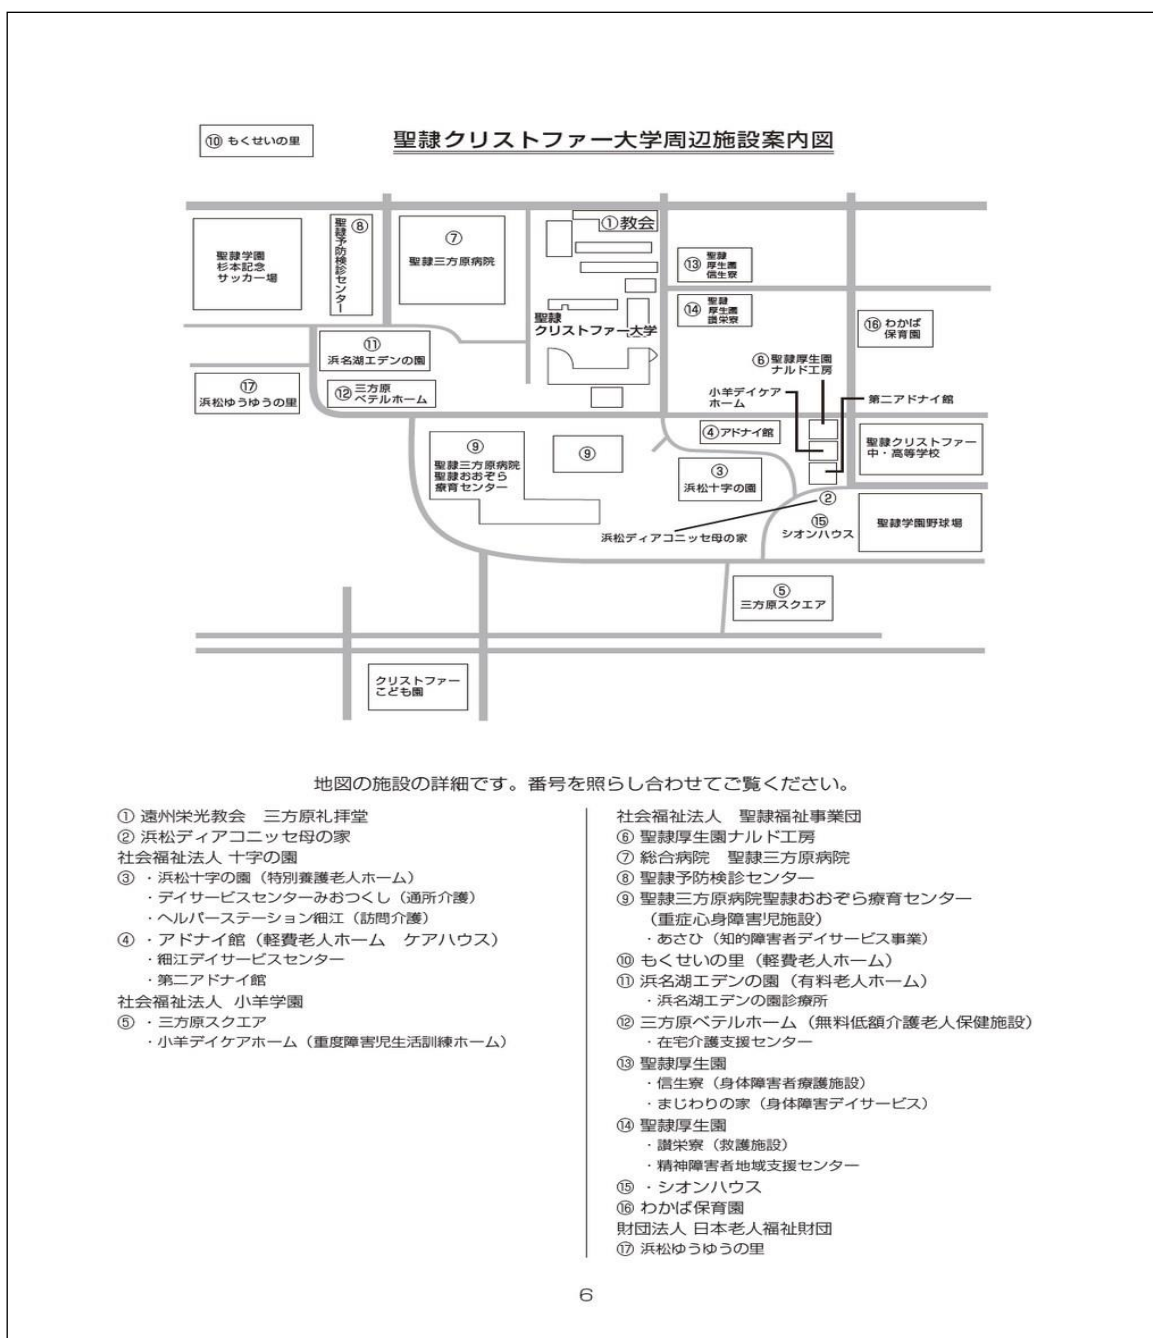 ⑩ もくせいの里
聖隷クリストファー大学周辺施設案内図
聖隷学園
杉本記念
サッカー場
⑧
聖隷予防検診センター
⑦
聖隷三方原病院
①教会
⑬
聖隷
厚生園
信生寮
⑭
聖隷
厚生園
讃栄寮
聖隷
クリストファー大学
⑯ わかば
保育園
⑪
浜名湖エデンの園
⑥ 聖隷厚生園
ナルド工房
⑰
浜松ゆうゆうの里
⑫ 三方原
ベテルホーム
小羊デイケア
ホーム
第二アドナイ館
④アドナイ館
⑨
聖隷三方原病院
聖隷おおぞら
療育センター
⑨
聖隷クリストファー
中・高等学校
③
浜松十字の園
②
浜松ディアコニッセ母の家
⑮
シオンハウス
聖隷学園野球場
⑤
三方原スクエア
クリストファー
こども園
地図の施設の詳細です。番号を照らし合わせてご覧ください。
① 遠州栄光教会　三方原礼拝堂
② 浜松ディアコニッセ母の家
社会福祉法人 十字の園
③ ・浜松十字の園（特別養護老人ホーム）
・デイサービスセンターみおつくし（通所介護）
・ヘルパーステーション細江（訪問介護）
④ ・アドナイ館（軽費老人ホーム　ケアハウス）
・細江デイサービスセンター
・第二アドナイ館
社会福祉法人 小羊学園
⑤ ・三方原スクエア
・小羊デイケアホーム（重度障害児生活訓練ホーム）
社会福祉法人　聖隷福祉事業団
⑥ 聖隷厚生園ナルド工房
⑦ 総合病院　聖隷三方原病院
⑧ 聖隷予防検診センター
⑨ 聖隷三方原病院聖隷おおぞら療育センター
（重症心身障害児施設）
・あさひ（知的障害者デイサービス事業）
⑩ もくせいの里（軽費老人ホーム）
⑪ 浜名湖エデンの園（有料老人ホーム）
・浜名湖エデンの園診療所
⑫ 三方原ベテルホーム（無料低額介護老人保健施設）
・在宅介護支援センター
⑬ 聖隷厚生園
・信生寮（身体障害者療護施設）
・まじわりの家（身体障害デイサービス）
⑭ 聖隷厚生園
・讃栄寮（救護施設）
・精神障害者地域支援センター
⑮ ・シオンハウス
⑯ わかば保育園
財団法人 日本老人福祉財団
⑰ 浜松ゆうゆうの里
6